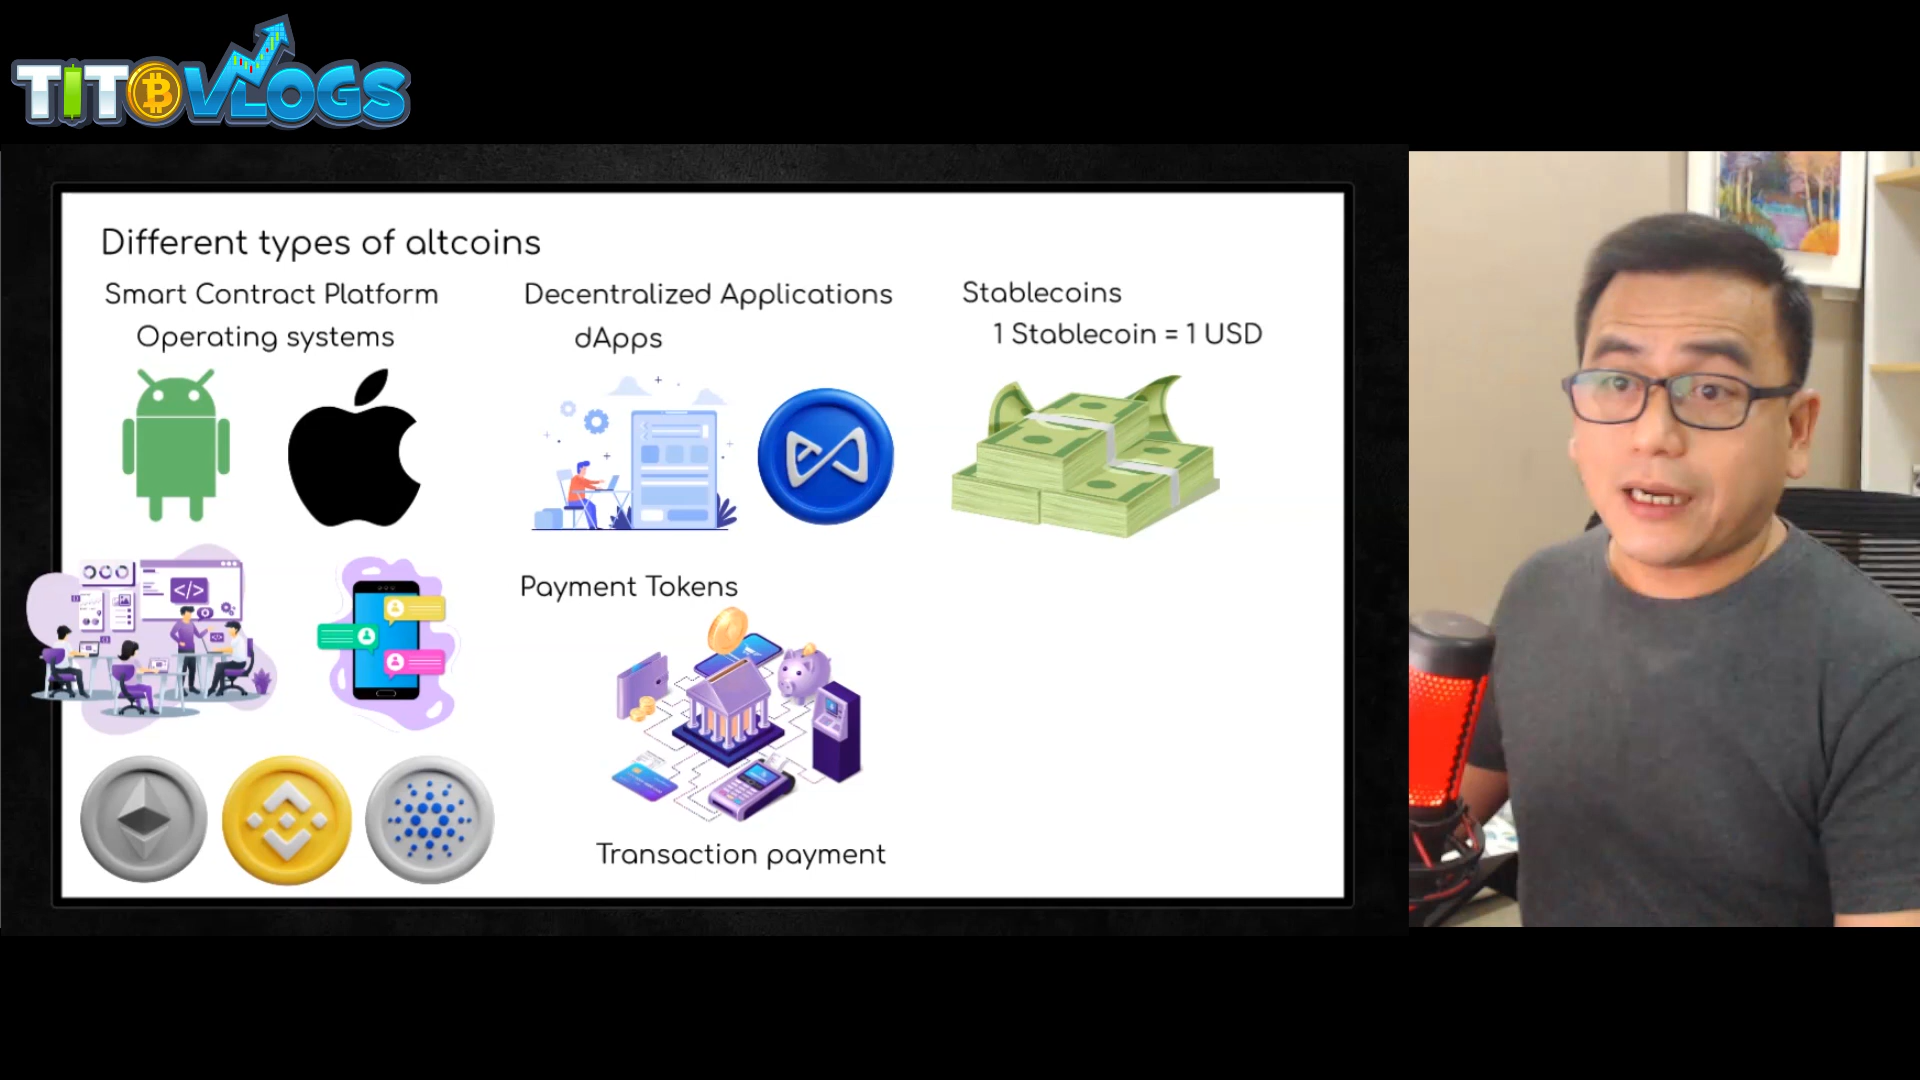 TITOVLOGS
Different types of altcoins
Smart Contract Platform
Operating systems
Decentralized Applications
dApps
Stablecoins
1 Stablecoin = 1 USD
</>
Payment Tokens
Transaction payment